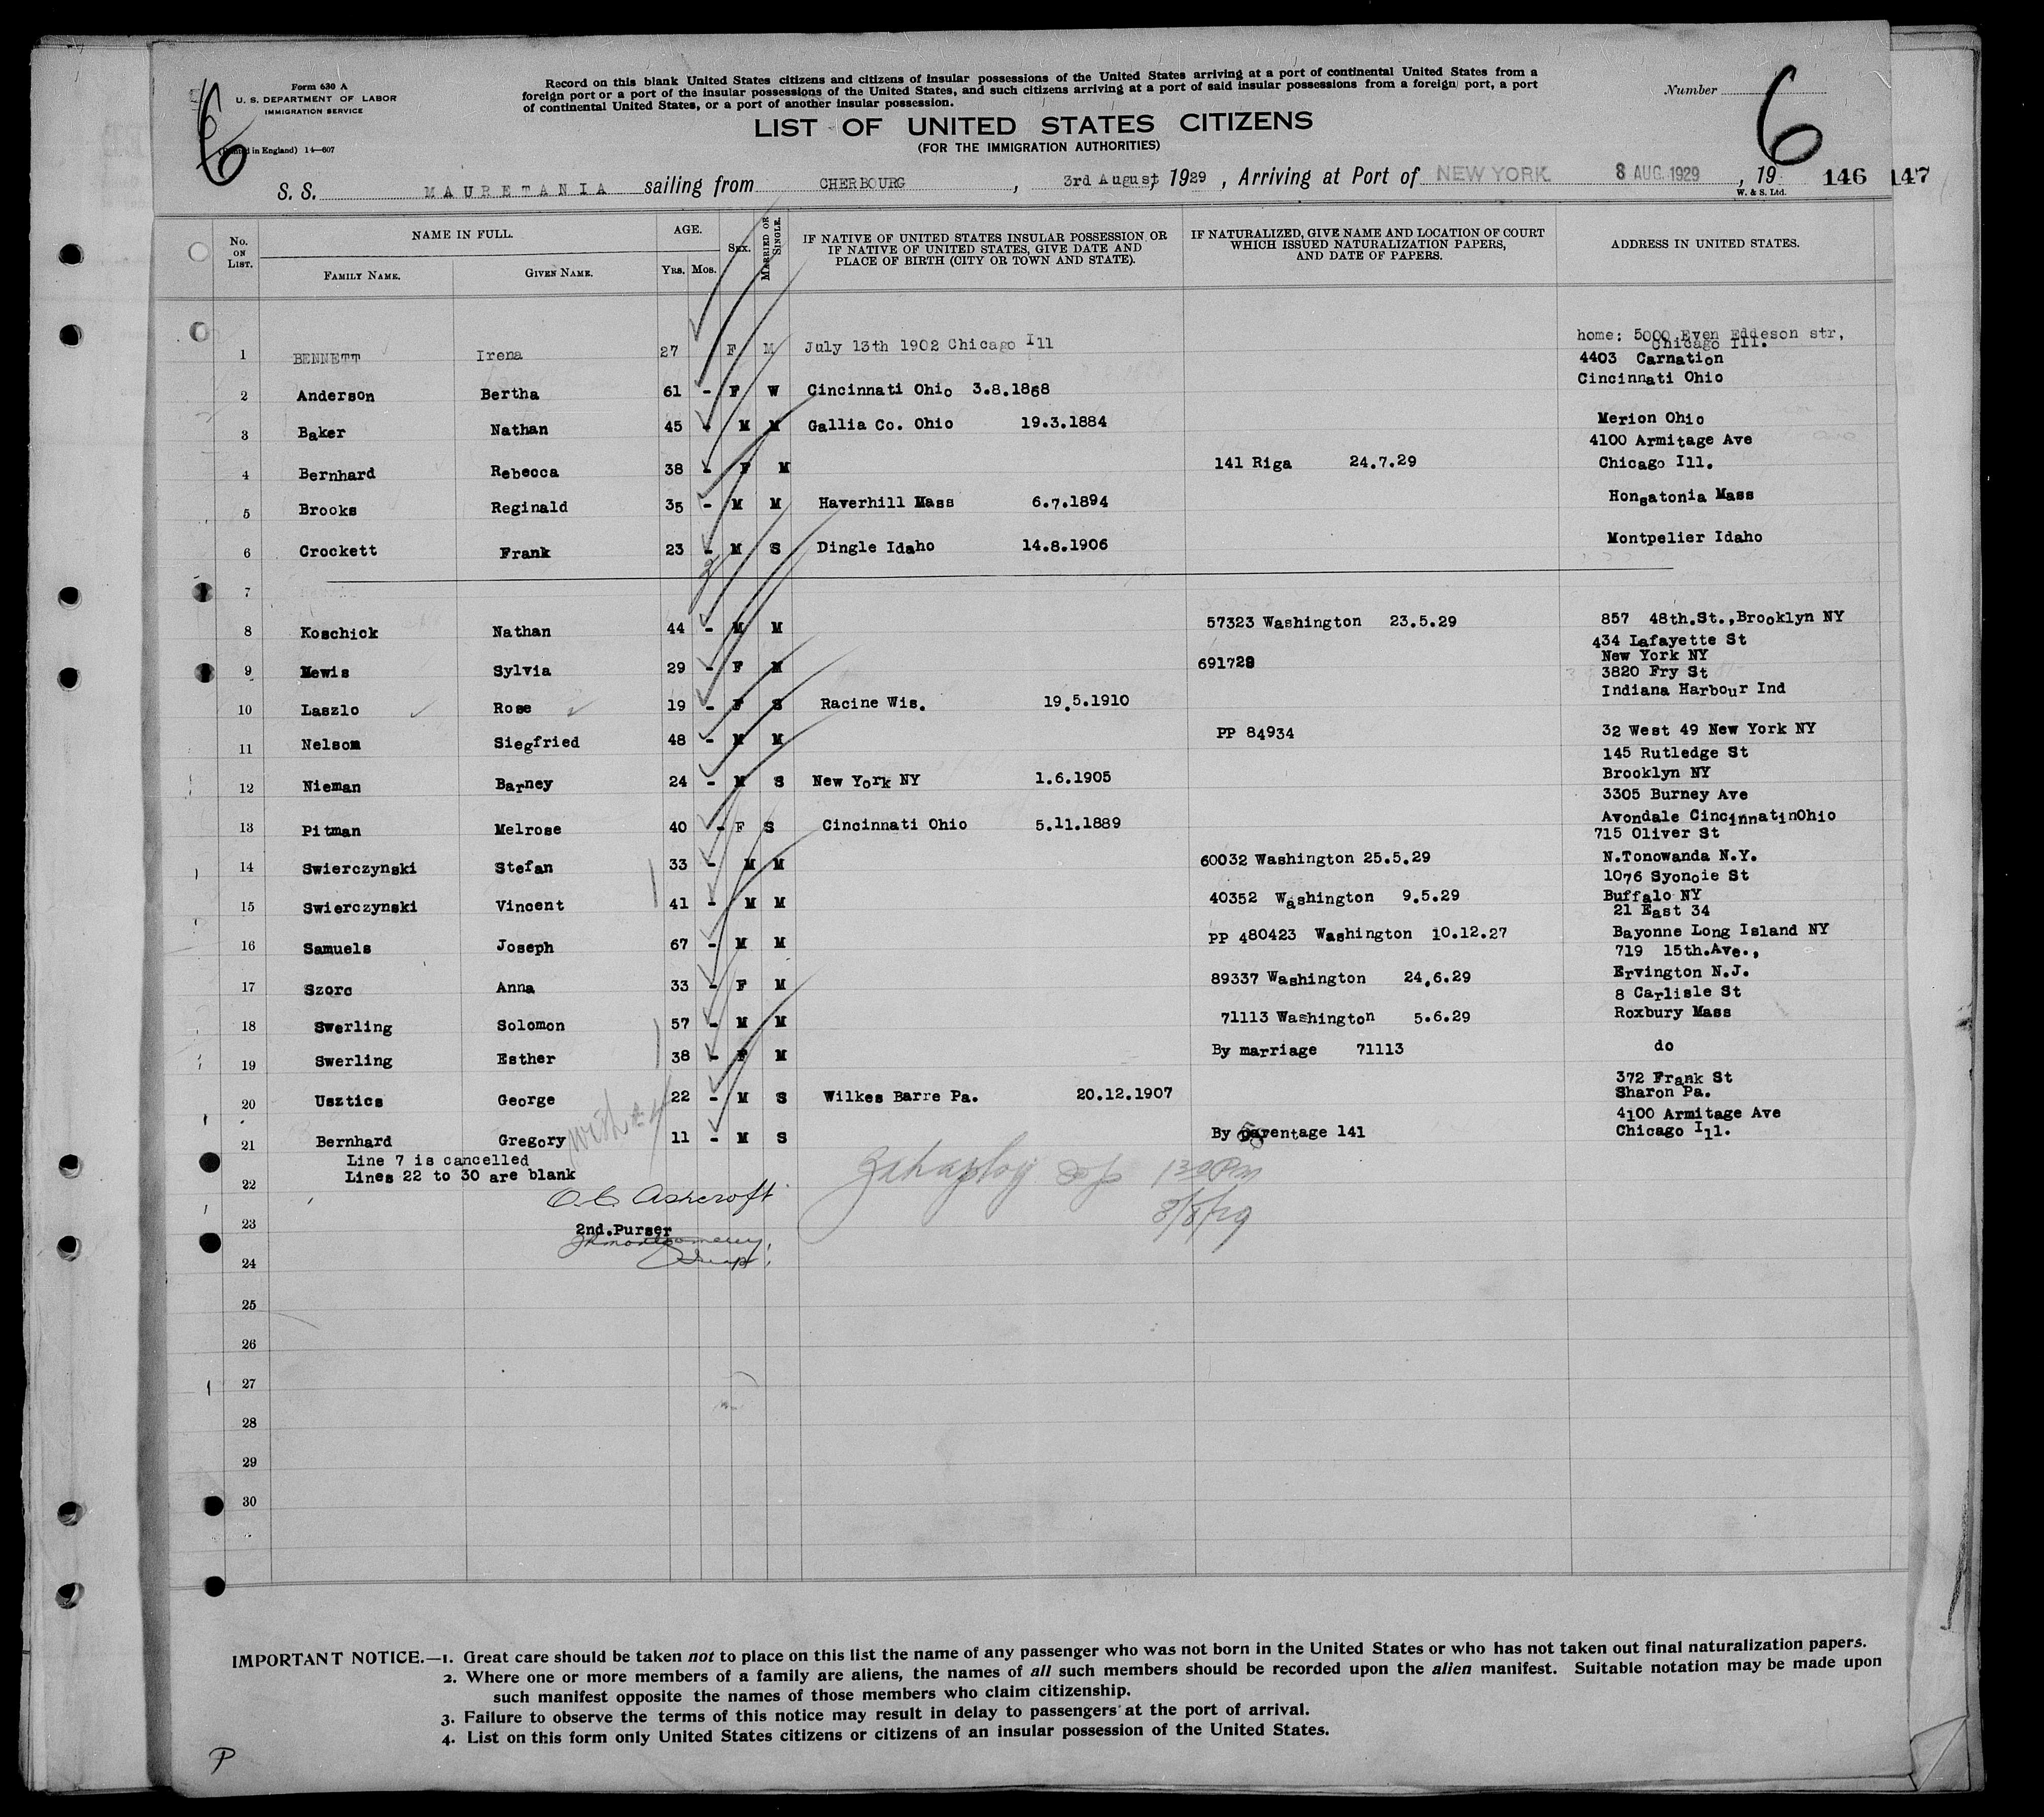 Form 630 A
U. S. DEPARTMENT OF LABOR
IMMIGRATION SERVICE
(Printed in England) 14—607
6
Record on this blank United States citizens and citizens of insular possessions of the United States arriving at a port of continental United States from a
foreign port or a port of the insular possessions of the United States, and such citizens arriving at a port of said insular possessions from a foreign port, a port
of continental United States, or a port of another insular possession.
LIST OF UNITED STATES CITIZENS
(FOR THE IMMIGRATION AUTHORITIES)
Number 6
S. S. MAURETANIA sailing from CHERBOURG, 3rd August, 1929, Arriving at Port of NEW YORK. 8 AUG. 1929, 19 146 147
W. & S. Ltd.
No. ON LIST. NAME IN FULL. FAMILY NAME. GIVEN NAME. AGE. YRS. MOS. SEX. MARRIED OR SINGLE. IF NATIVE OF UNITED STATES INSULAR POSSESSION OR IF NATIVE OF UNITED STATES, GIVE DATE AND PLACE OF BIRTH (CITY OR TOWN AND STATE). IF NATURALIZED, GIVE NAME AND LOCATION OF COURT WHICH ISSUED NATURALIZATION PAPERS, AND DATE OF PAPERS. ADDRESS IN UNITED STATES.
1 BENNETT Irena 27 F M July 13th 1902 Chicago Ill home: 5000 Even Eddeson str, Chicago Ill.
2 Anderson Bertha 61 - F W Cincinnati Ohio 3.8.1868 4403 Carnation Cincinnati Ohio
3 Baker Nathan 45 - M M Gallia Co. Ohio 19.3.1884 Merion Ohio
4 Bernhard Rebecca 38 - F M 141 Riga 24.7.29 4100 Armitage Ave Chicago Ill.
5 Brooks Reginald 35 - M M Haverhill Mass 6.7.1894 Hongatonia Mass
6 Crockett Frank 23 - M S Dingle Idaho 14.8.1906 Montpelier Idaho
7
8 Koschick Nathan 44 - M M 57323 Washington 23.5.29 857 48th.St.,Brooklyn NY
9 Mewis Sylvia 29 - F M 691728 434 Lafayette St New York NY
10 Laszlo Rose 19 - F S Racine Wis. 19.5.1910 3820 Fry St Indiana Harbour Ind
11 Nelson Siegfried 48 - M M PP 84934 32 West 49 New York NY
12 Nieman Barney 24 - M S New York NY 1.6.1905 145 Rutledge St Brooklyn NY
13 Pitman Melrose 40 - F S Cincinnati Ohio 5.11.1889 3305 Burney Ave Avondale CincinnatinOhio
14 Swierczynski Stefan 33 - M M 60032 Washington 25.5.29 715 Oliver St N.Tonowanda N.Y.
15 Swierczynski Vincent 41 - M M 40352 Washington 9.5.29 1076 Syonoie St Buffalo NY
16 Samuels Joseph 67 - M M PP 480423 Washington 10.12.27 21 East 34 Bayonne Long Island NY
17 Szorc Anna 33 - F M 89337 Washington 24.6.29 719 15th.Ave., Ervington N.J.
18 Swerling Solomon 57 - M M 71113 Washington 5.6.29 8 Carlisle St Roxbury Mass
19 Swerling Esther 38 - F M By marriage 71113 do
20 Usztics George 22 - M S Wilkes Barre Pa. 20.12.1907 372 Frank St Sharon Pa.
21 Bernhard Gregory with #4 11 - M S By parentage 141 4100 Armitage Ave Chicago Ill.
Line 7 is cancelled
Lines 22 to 30 are blank
22
O.C. Ashcroft
130 PM
8/8/29
23 2nd.Purser
24
25
26
27
28
29
30
IMPORTANT NOTICE.—1. Great care should be taken not to place on this list the name of any passenger who was not born in the United States or who has not taken out final naturalization papers.
2. Where one or more members of a family are aliens, the names of all such members should be recorded upon the alien manifest. Suitable notation may be made upon
such manifest opposite the names of those members who claim citizenship.
3. Failure to observe the terms of this notice may result in delay to passengers at the port of arrival.
4. List on this form only United States citizens or citizens of an insular possession of the United States.
P